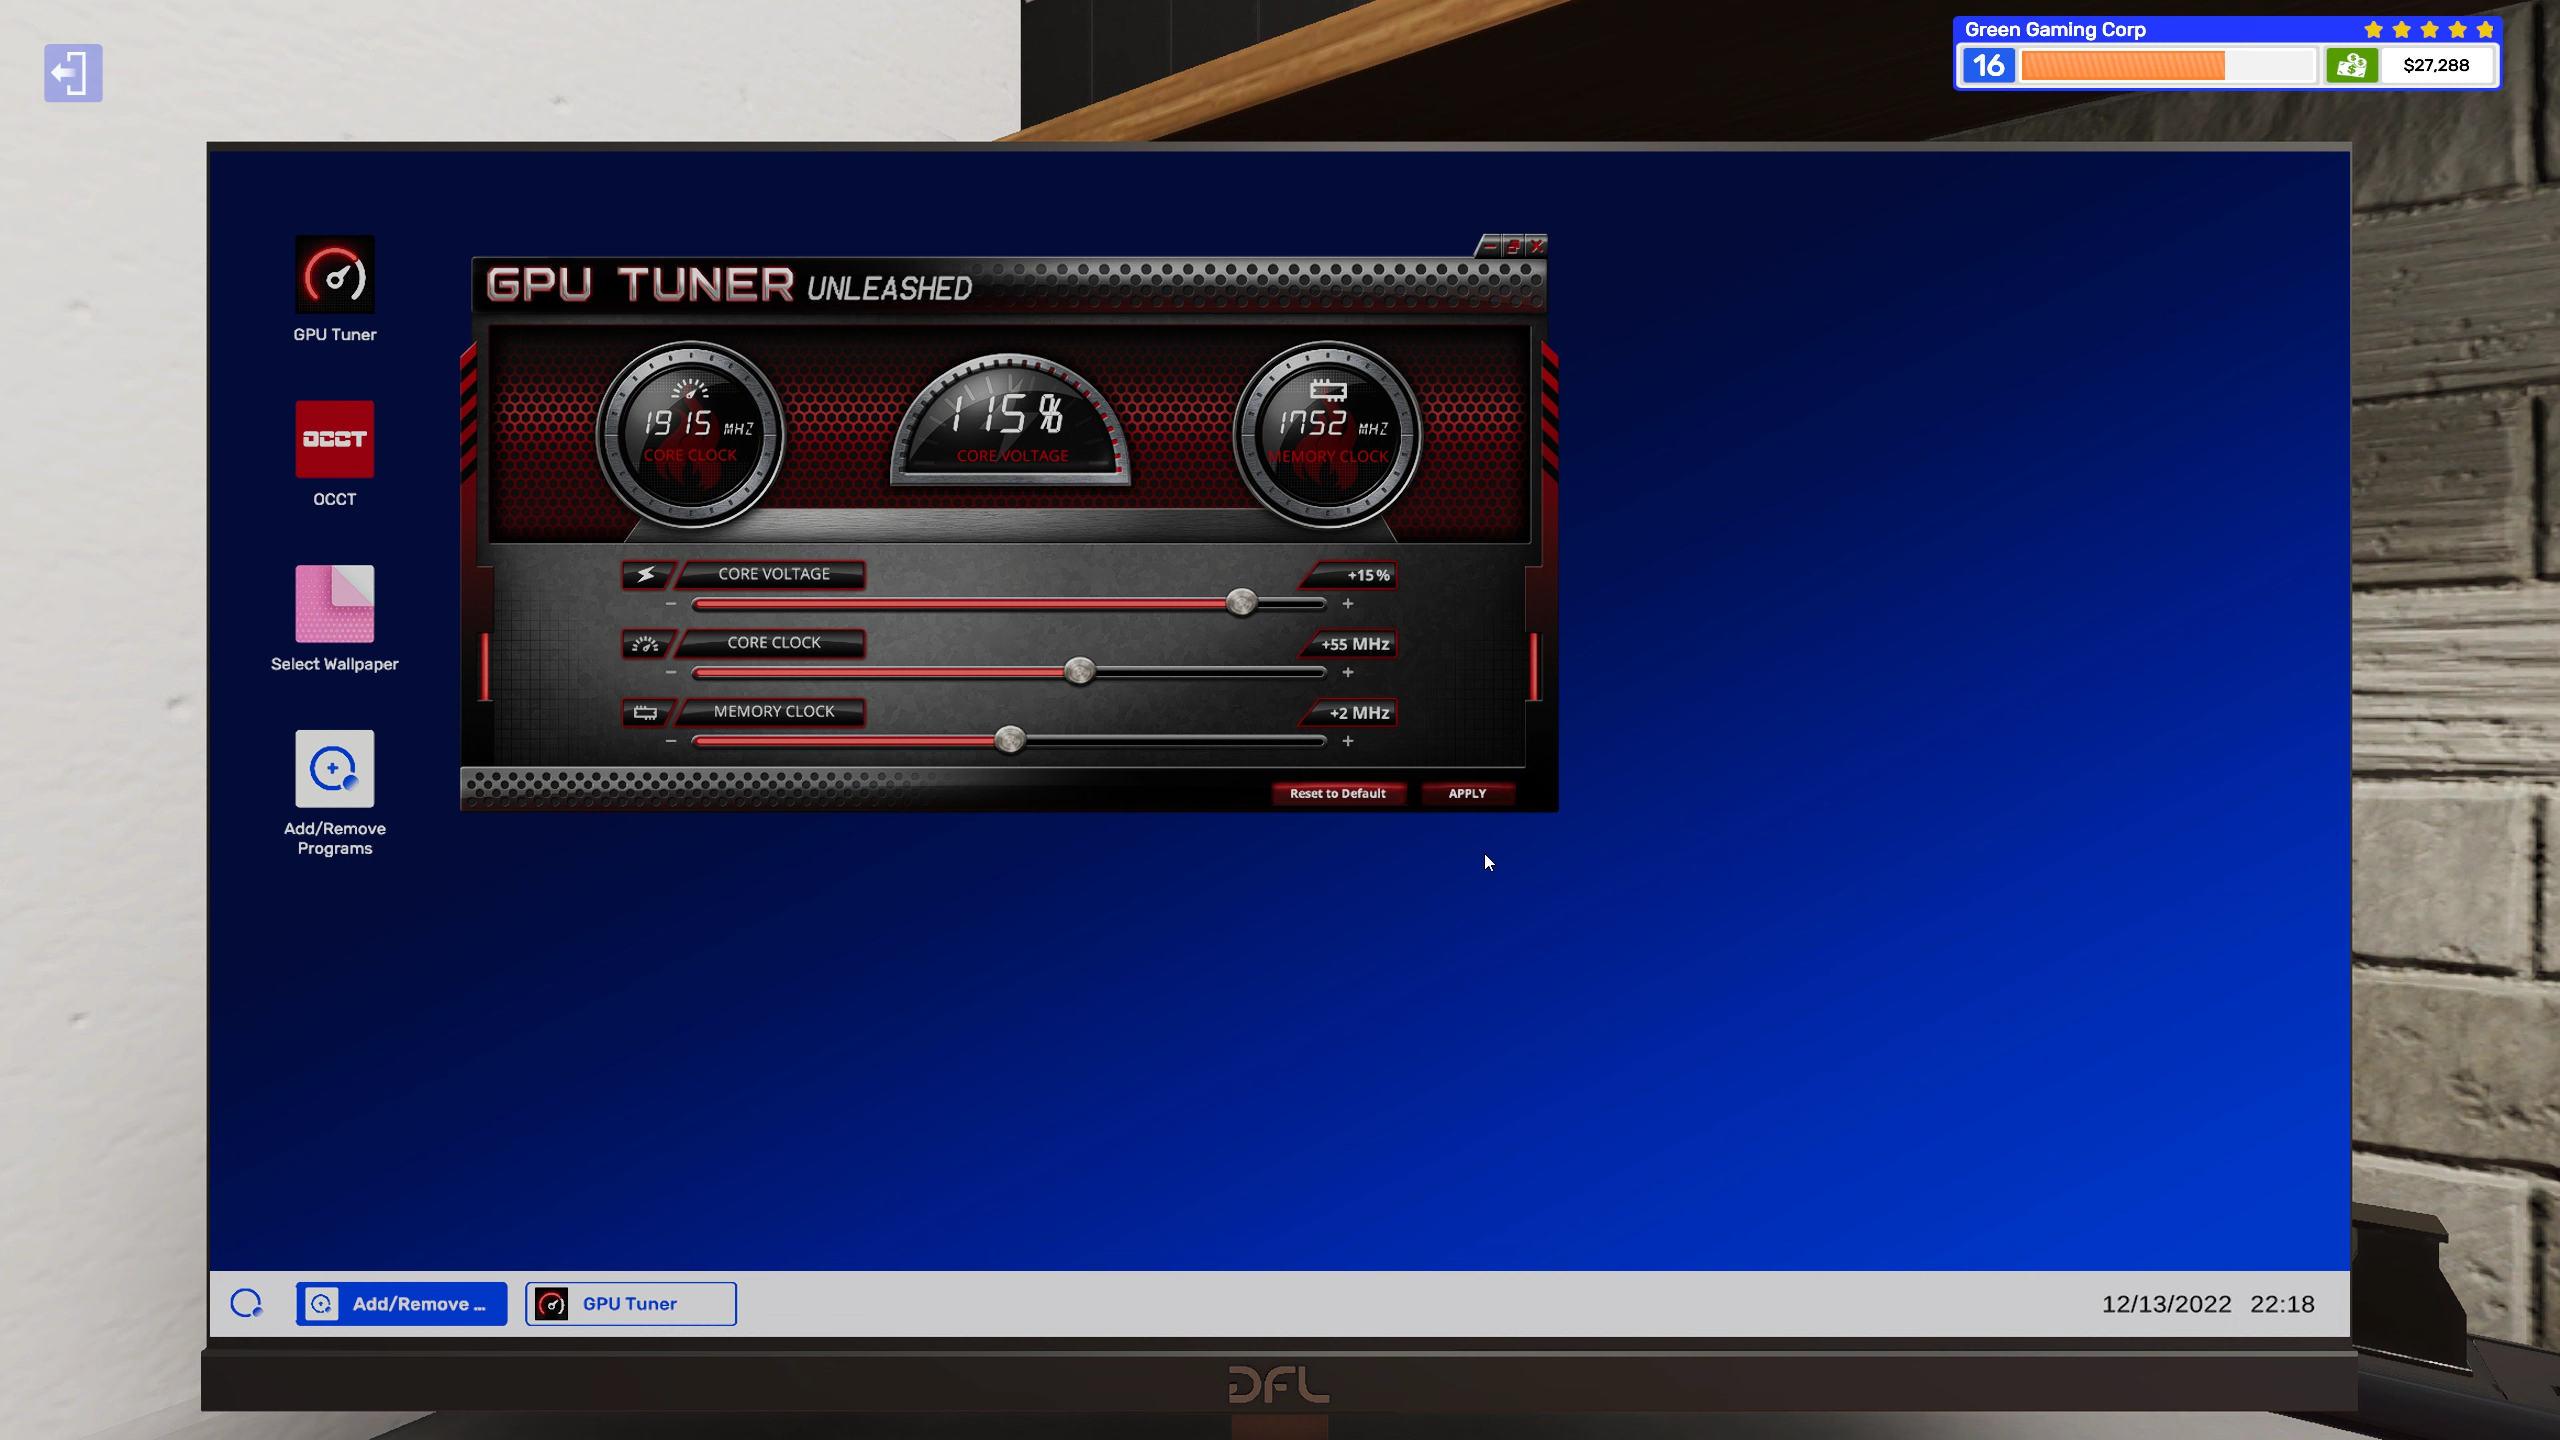 Green Gaming Corp
16
$27,288
GPU Tuner
OCCT
OCCT
Select Wallpaper
Add/Remove
Programs
GPU TUNER UNLEASHED
1915 MHZ
CORE CLOCK
115%
CORE VOLTAGE
1752 MHZ
MEMORY CLOCK
CORE VOLTAGE
+15%
- +
CORE CLOCK
+55 MHz
- +
MEMORY CLOCK
+2 MHz
- +
Reset to Default
APPLY
Add/Remove ...
GPU Tuner
12/13/2022 22:18
DFL